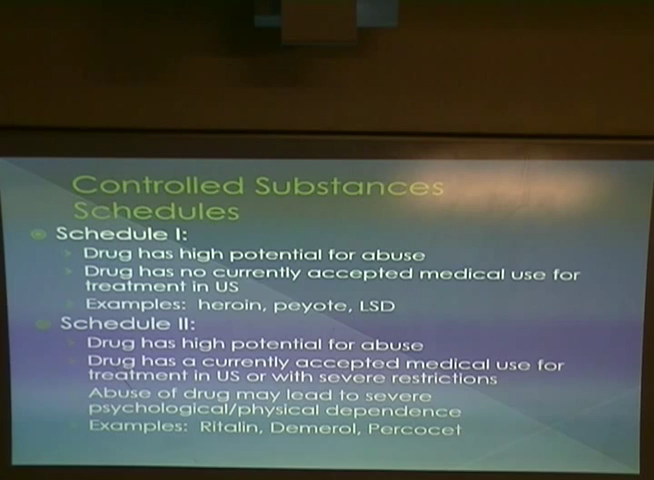 Controlled Substances
Schedules
Schedule I:
Drug has high potential for abuse
Drug has no currently accepted medical use for
treatment in US
Examples: heroin, peyote, LSD
Schedule II:
Drug has high potential for abuse
Drug has a currently accepted medical use for
treatment in US or with severe restrictions
Abuse of drug may lead to severe
psychological/physical dependence
Examples: Ritalin, Demerol, Percocet